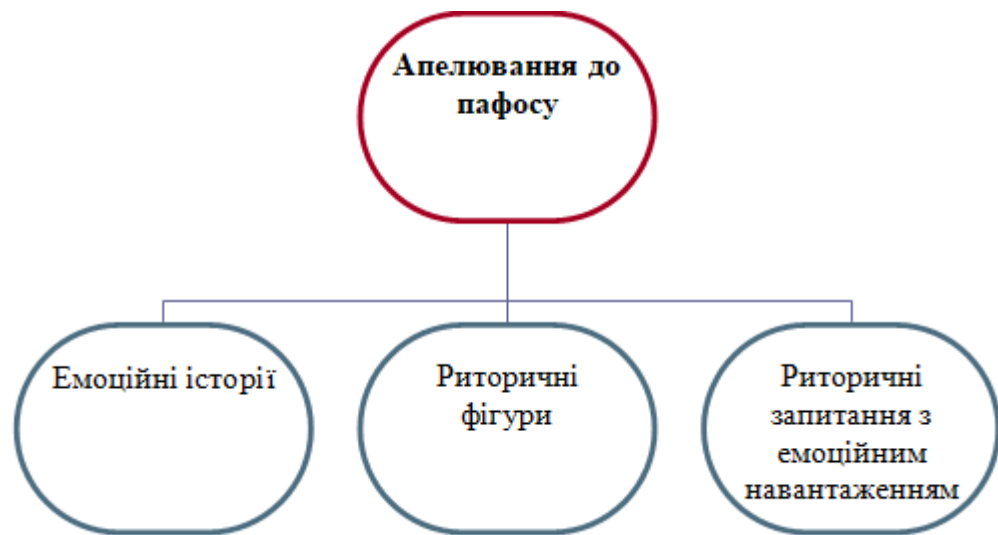 Апелювання до
пафосу
Емоційні історії
Риторичні
фігури
Риторичні
запитання з
емоційним
навантаженням